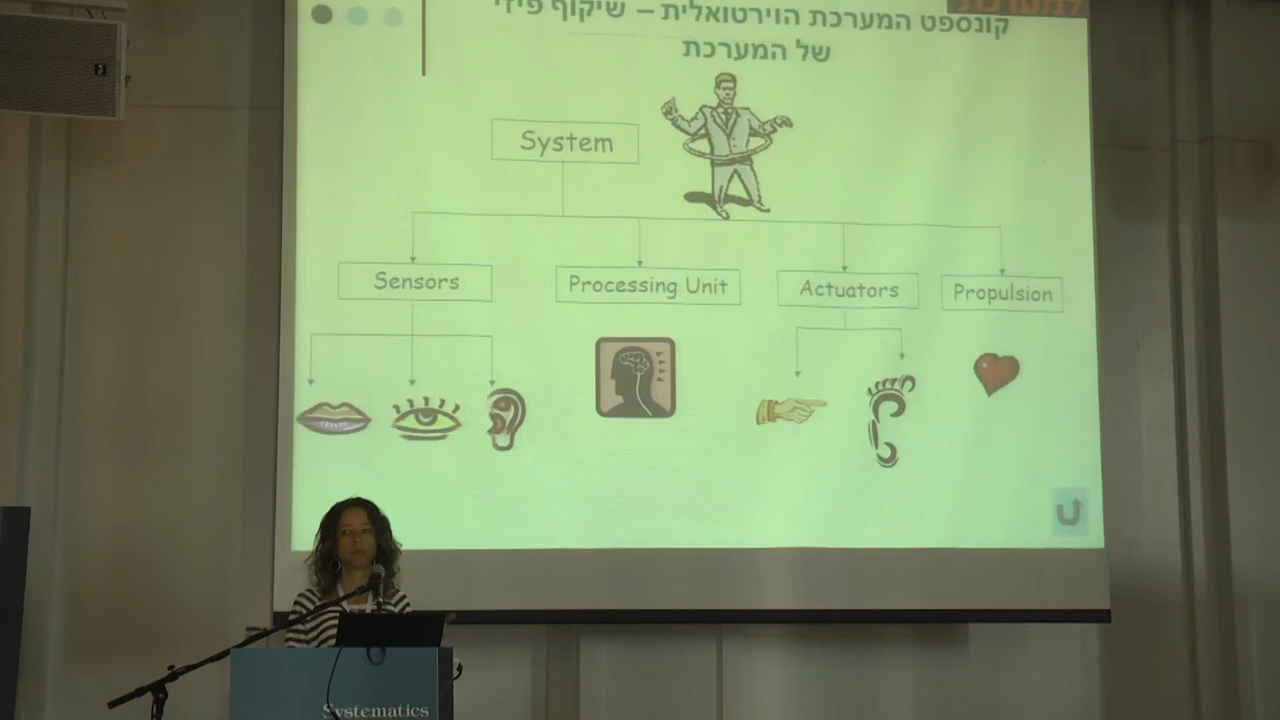 קונספט המערכת הוירטואלית – שיקוף פיזי
של המערכת
System
Sensors
Processing Unit
Actuators
Propulsion
Systematics